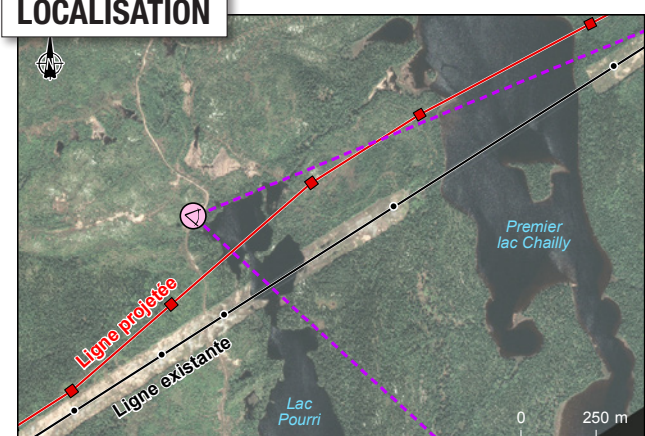 LOCALISATION
N
Premier
lac Chailly
Ligne projetée
Ligne existante
Lac
Pourri
0 250 m